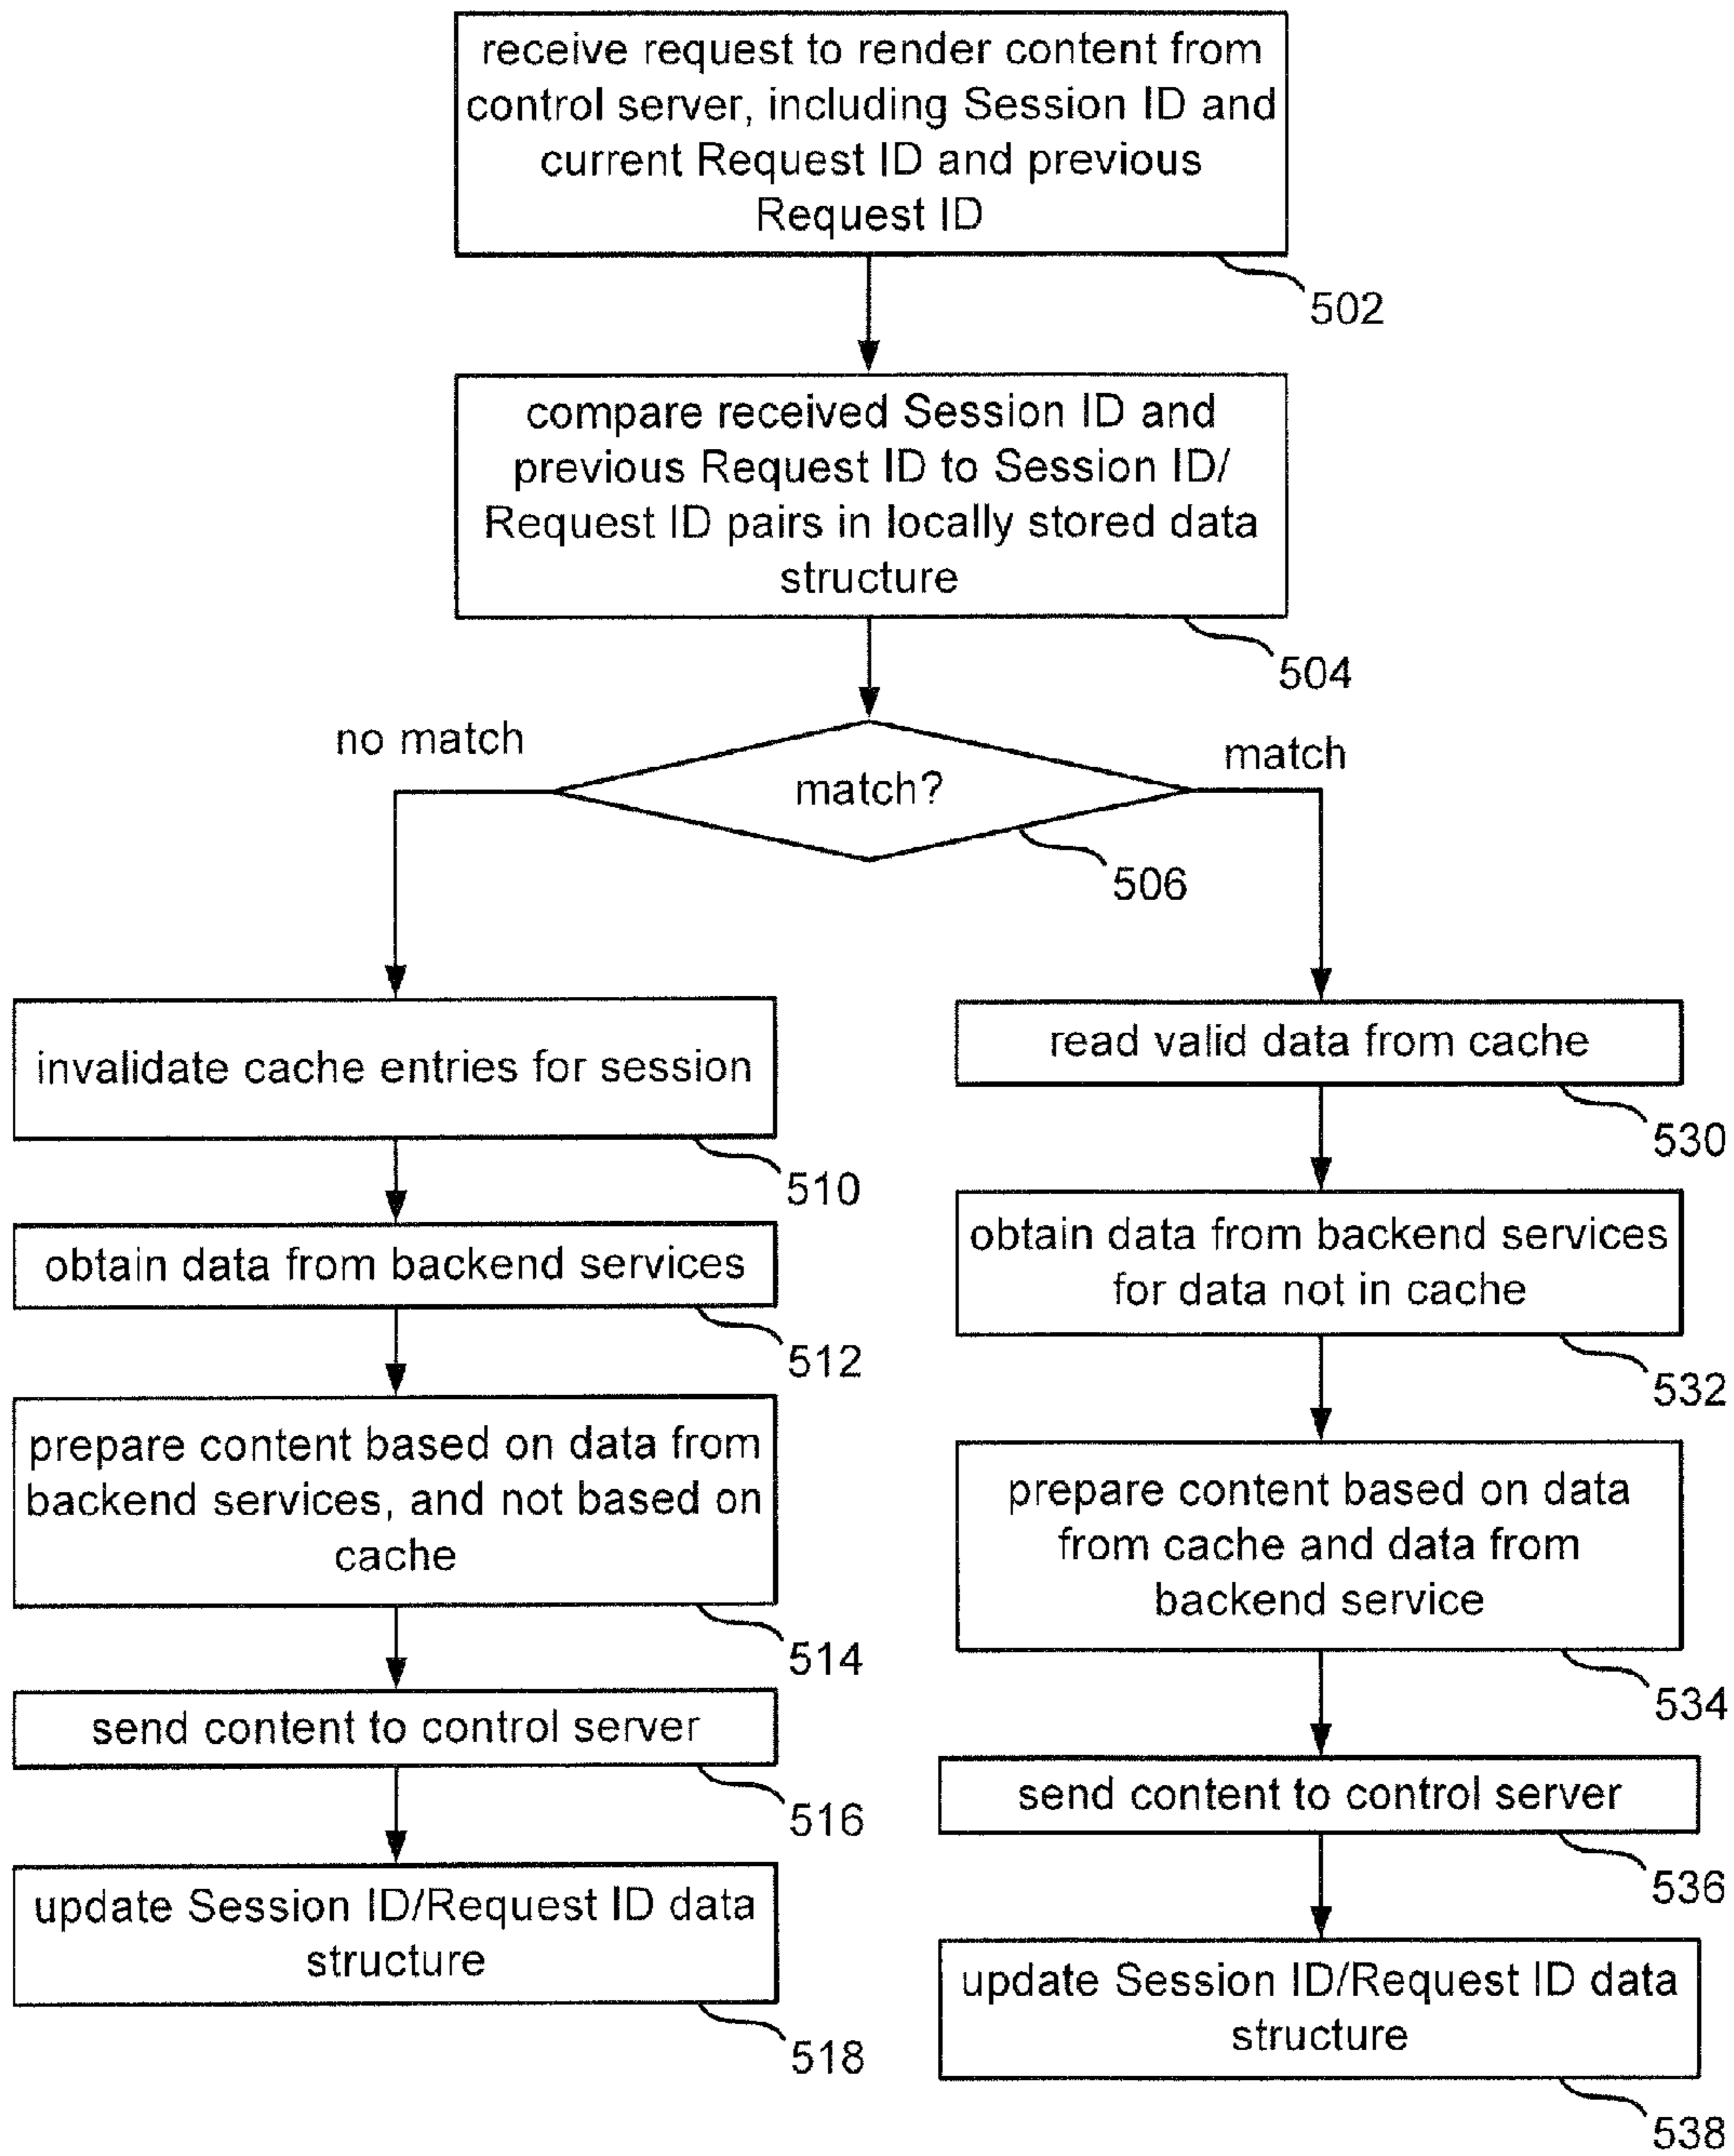 receive request to render content from
control server, including Session ID and
current Request ID and previous
Request ID
502
compare received Session ID and
previous Request ID to Session ID/
Request ID pairs in locally stored data
structure
504
no match
match
match?
506
invalidate cache entries for session
510
obtain data from backend services
512
prepare content based on data from
backend services, and not based on
cache
514
send content to control server
516
update Session ID/Request ID data
structure
518
read valid data from cache
530
obtain data from backend services
for data not in cache
532
prepare content based on data
from cache and data from
backend service
534
send content to control server
536
update Session ID/Request ID data
structure
538